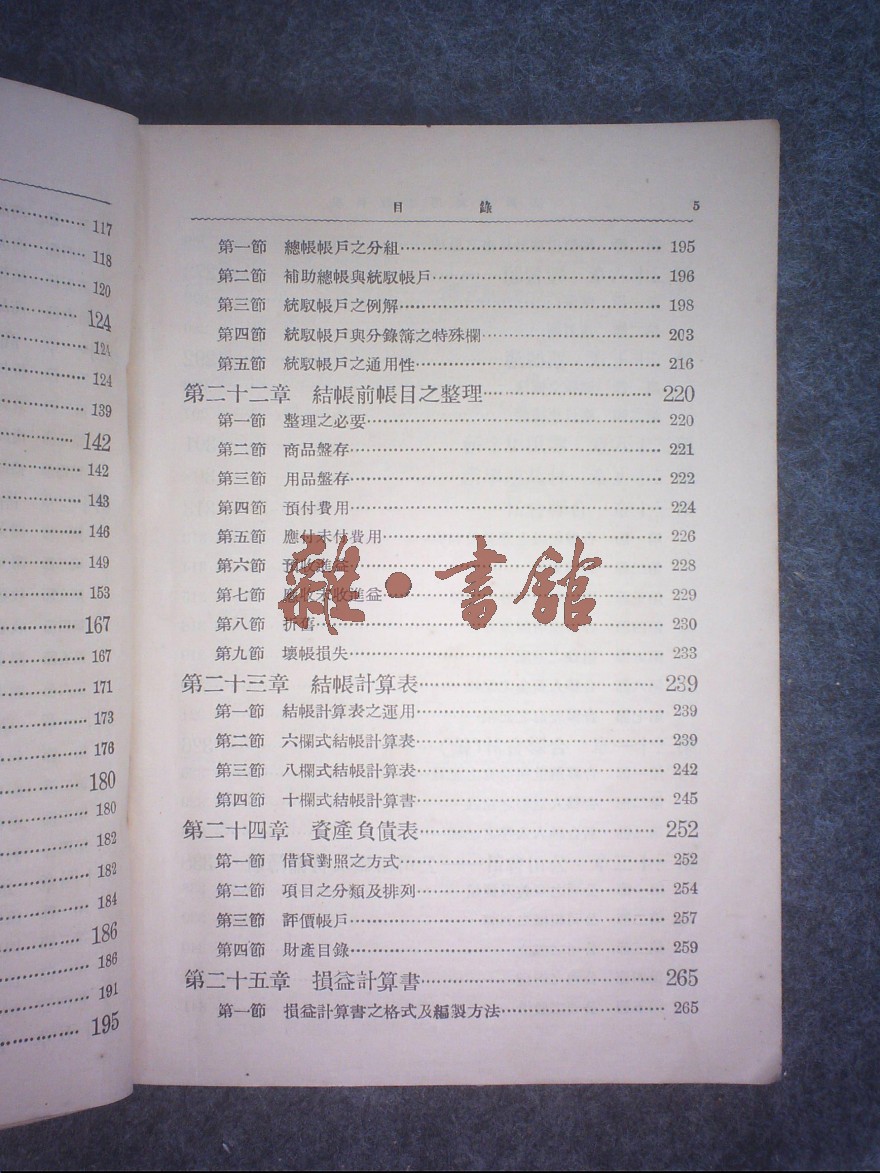 117
118
120
124
124
124
139
142
142
143
146
149
153
167
167
171
173
176
180
180
182
182
184
186
186
191
195
目錄 5
第一節 總帳帳戶之分組 195
第二節 補助總帳與統馭帳戶 196
第三節 統馭帳戶之例解 198
第四節 統馭帳戶與分錄簿之特殊欄 203
第五節 統馭帳戶之通用性 216
第二十二章 結帳前帳目之整理 220
第一節 整理之必要 220
第二節 商品盤存 221
第三節 用品盤存 222
第四節 預付費用 224
第五節 應付未付費用 226
第六節 預收進益 228
第七節 應收未收進益 229
第八節 折舊 230
第九節 壞帳損失 233
第二十三章 結帳計算表 239
第一節 結帳計算表之運用 239
第二節 六欄式結帳計算表 239
第三節 八欄式結帳計算表 242
第四節 十欄式結帳計算書 245
第二十四章 資產負債表 252
第一節 借貸對照之方式 252
第二節 項目之分類及排列 254
第三節 評價帳戶 257
第四節 財產目錄 259
第二十五章 損益計算書 265
第一節 損益計算書之格式及編製方法 265
雜·書館